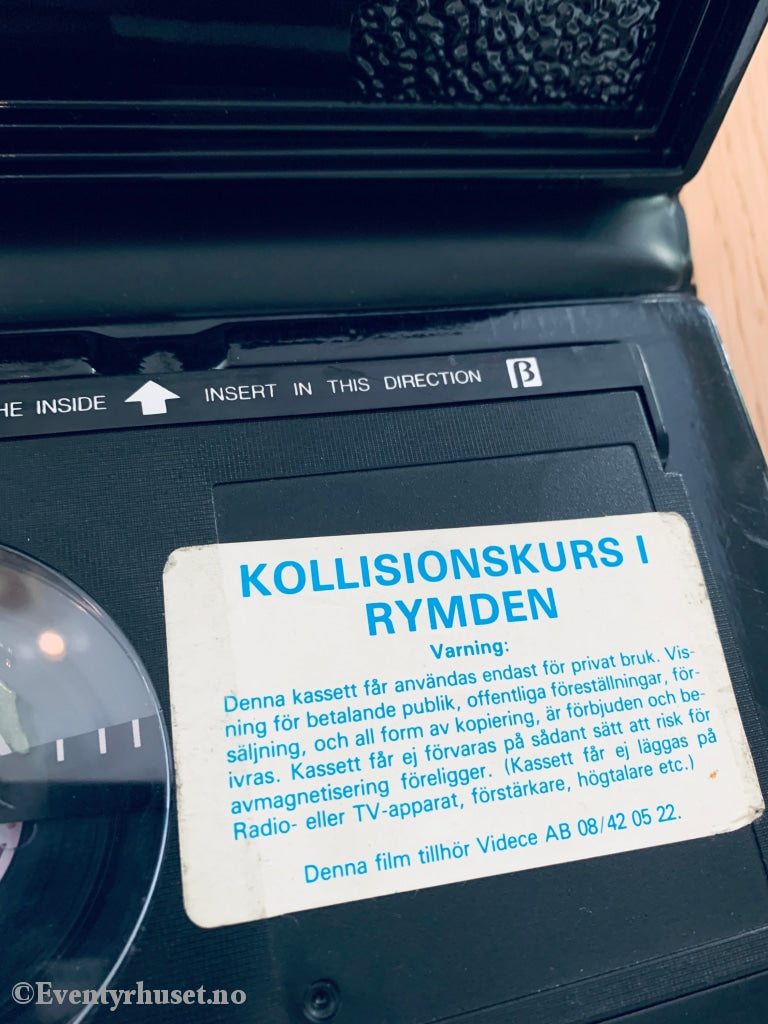 HE INSIDE INSERT IN THIS DIRECTION β
KOLLISIONSKURS I
RYMDEN
Varning:
Denna kassett får användas endast för privat bruk. Vis-
ning för betalande publik, offentliga föreställningar, för-
säljning, och all form av kopiering, är förbjuden och be-
ivras. Kassett får ej förvaras på sådant sätt att risk för
avmagnetisering föreligger. (Kassett får ej läggas på
Radio- eller TV-apparat, förstärkare, högtalare etc.)
Denna film tillhör Videce AB 08/42 05 22.
©Eventyrhuset.no